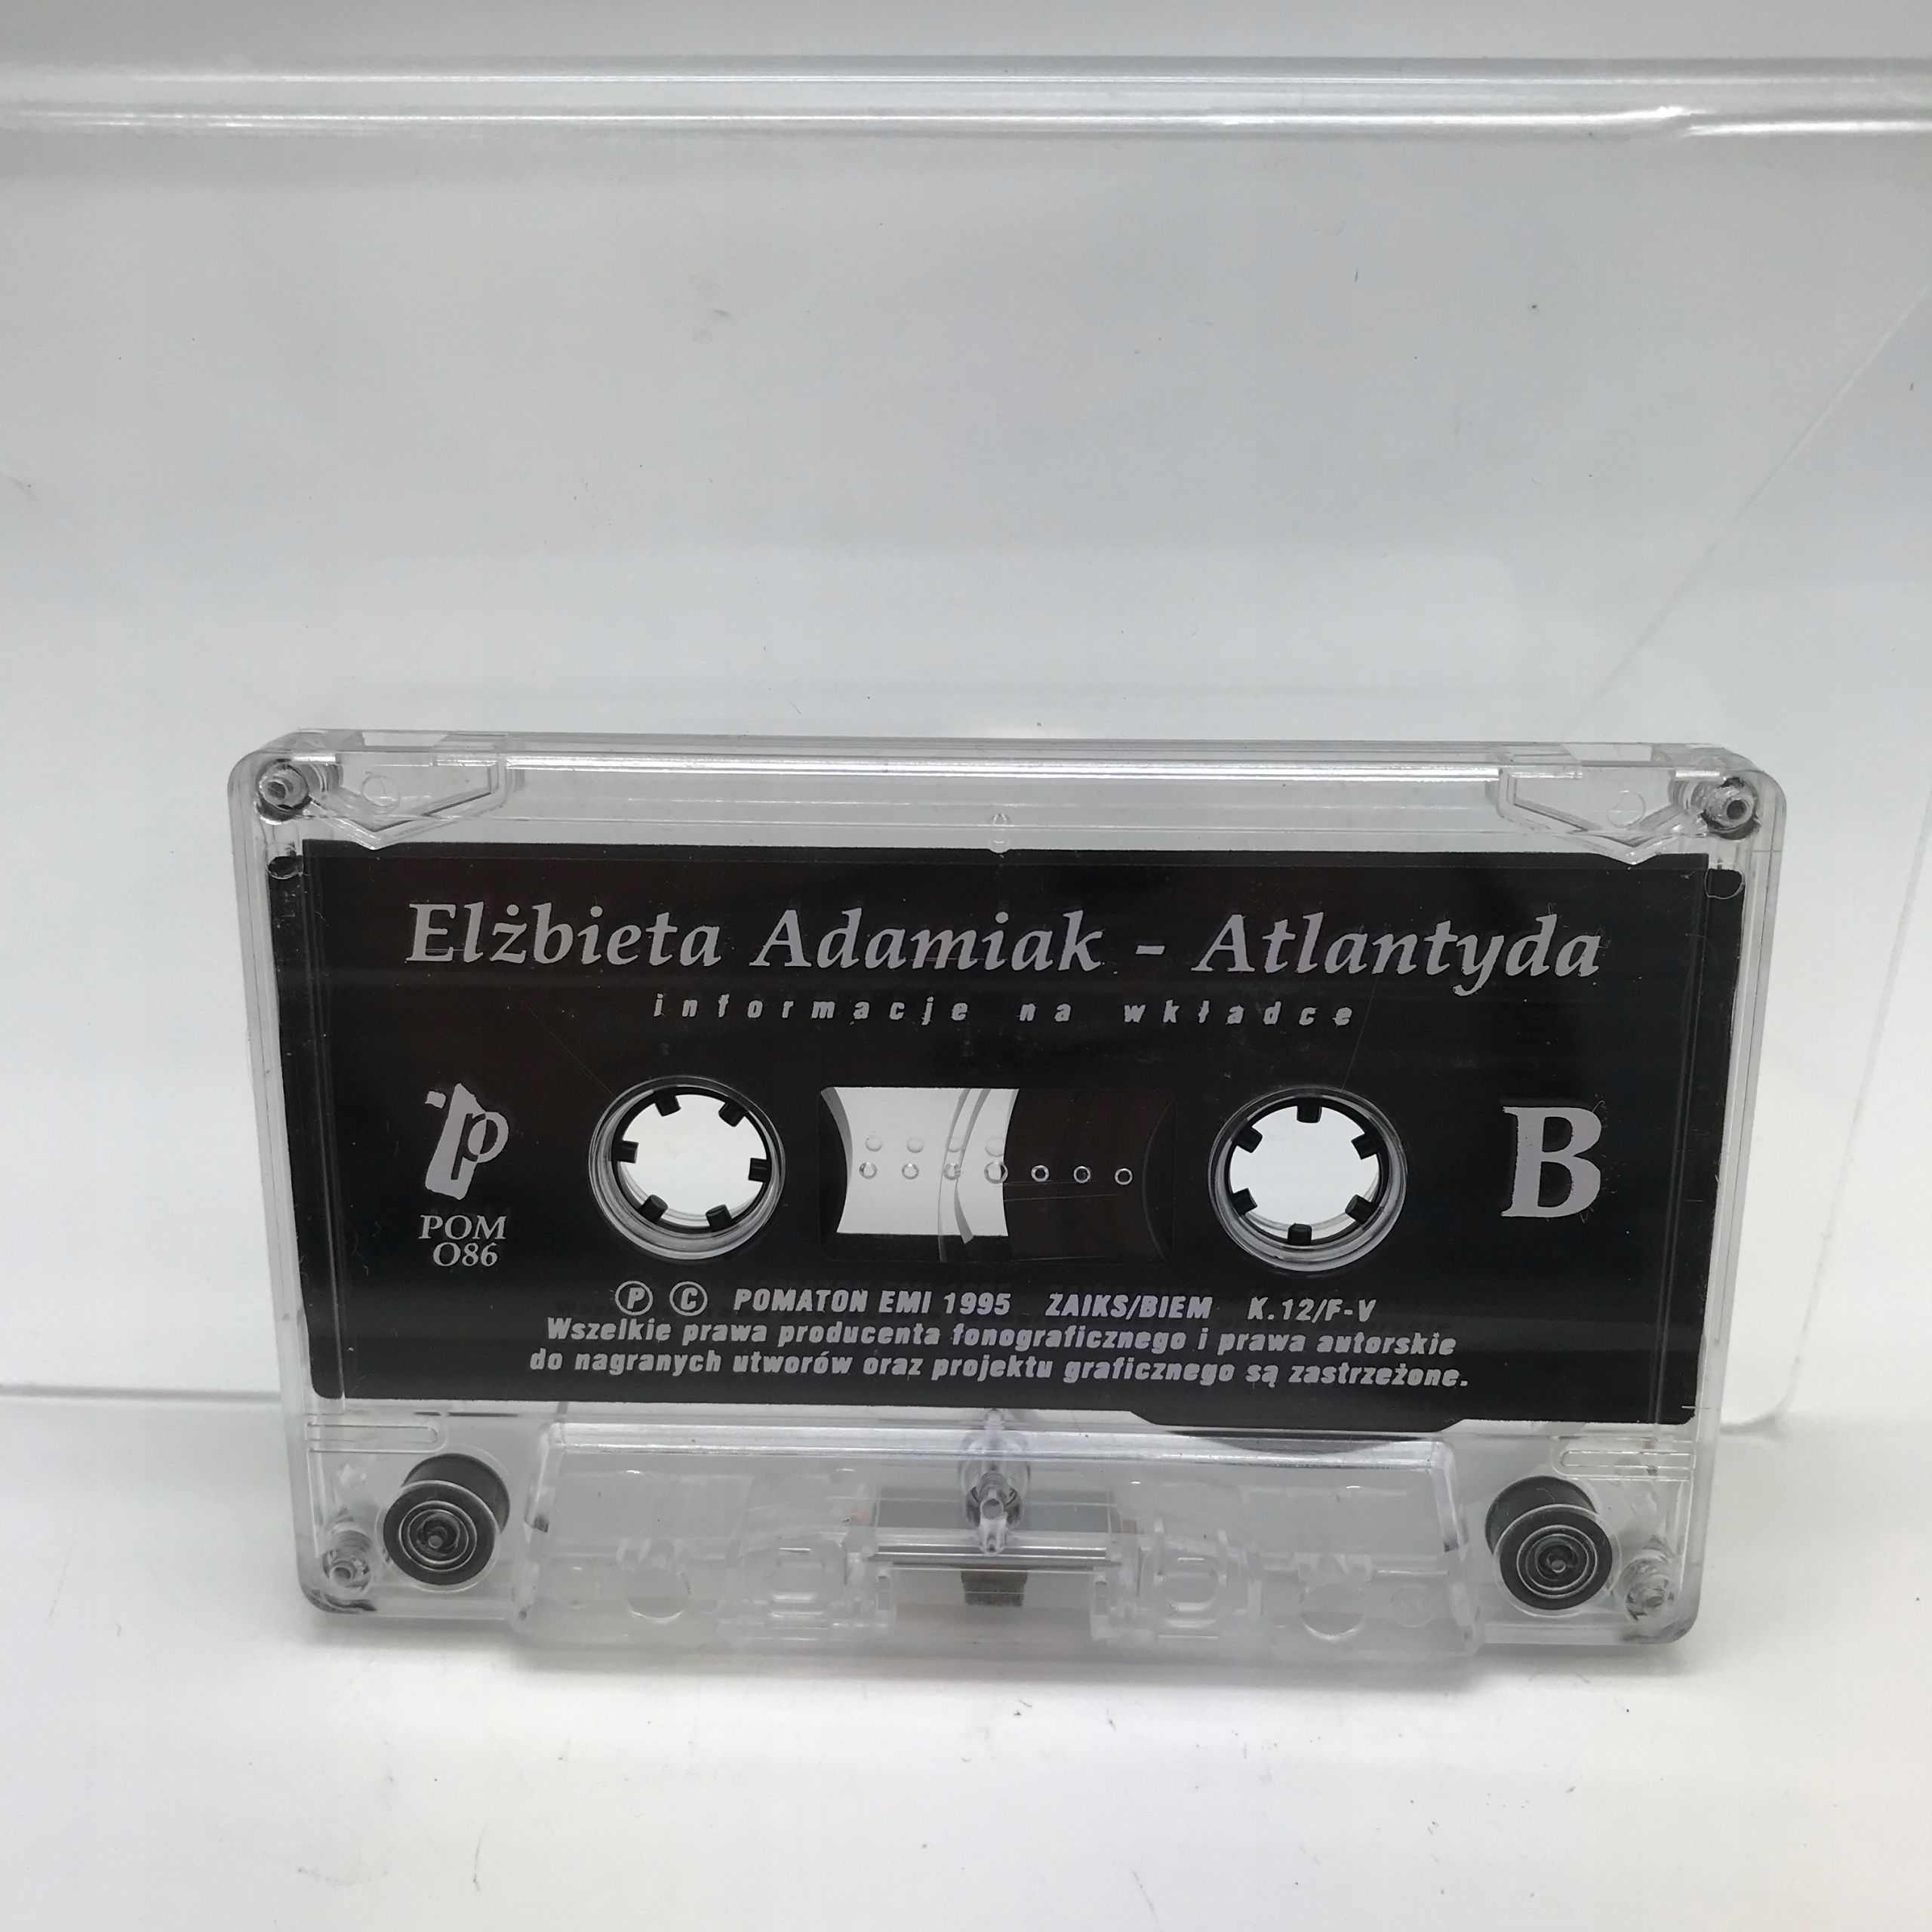 Elżbieta Adamiak - Atlantyda
informacje na wkładce
p
POM
O86
B
Ⓟ © POMATON EMI 1995 ZAIKS/BIEM K.12/F-V
Wszelkie prawa producenta fonograficznego i prawa autorskie
do nagranych utworów oraz projektu graficznego są zastrzeżone.